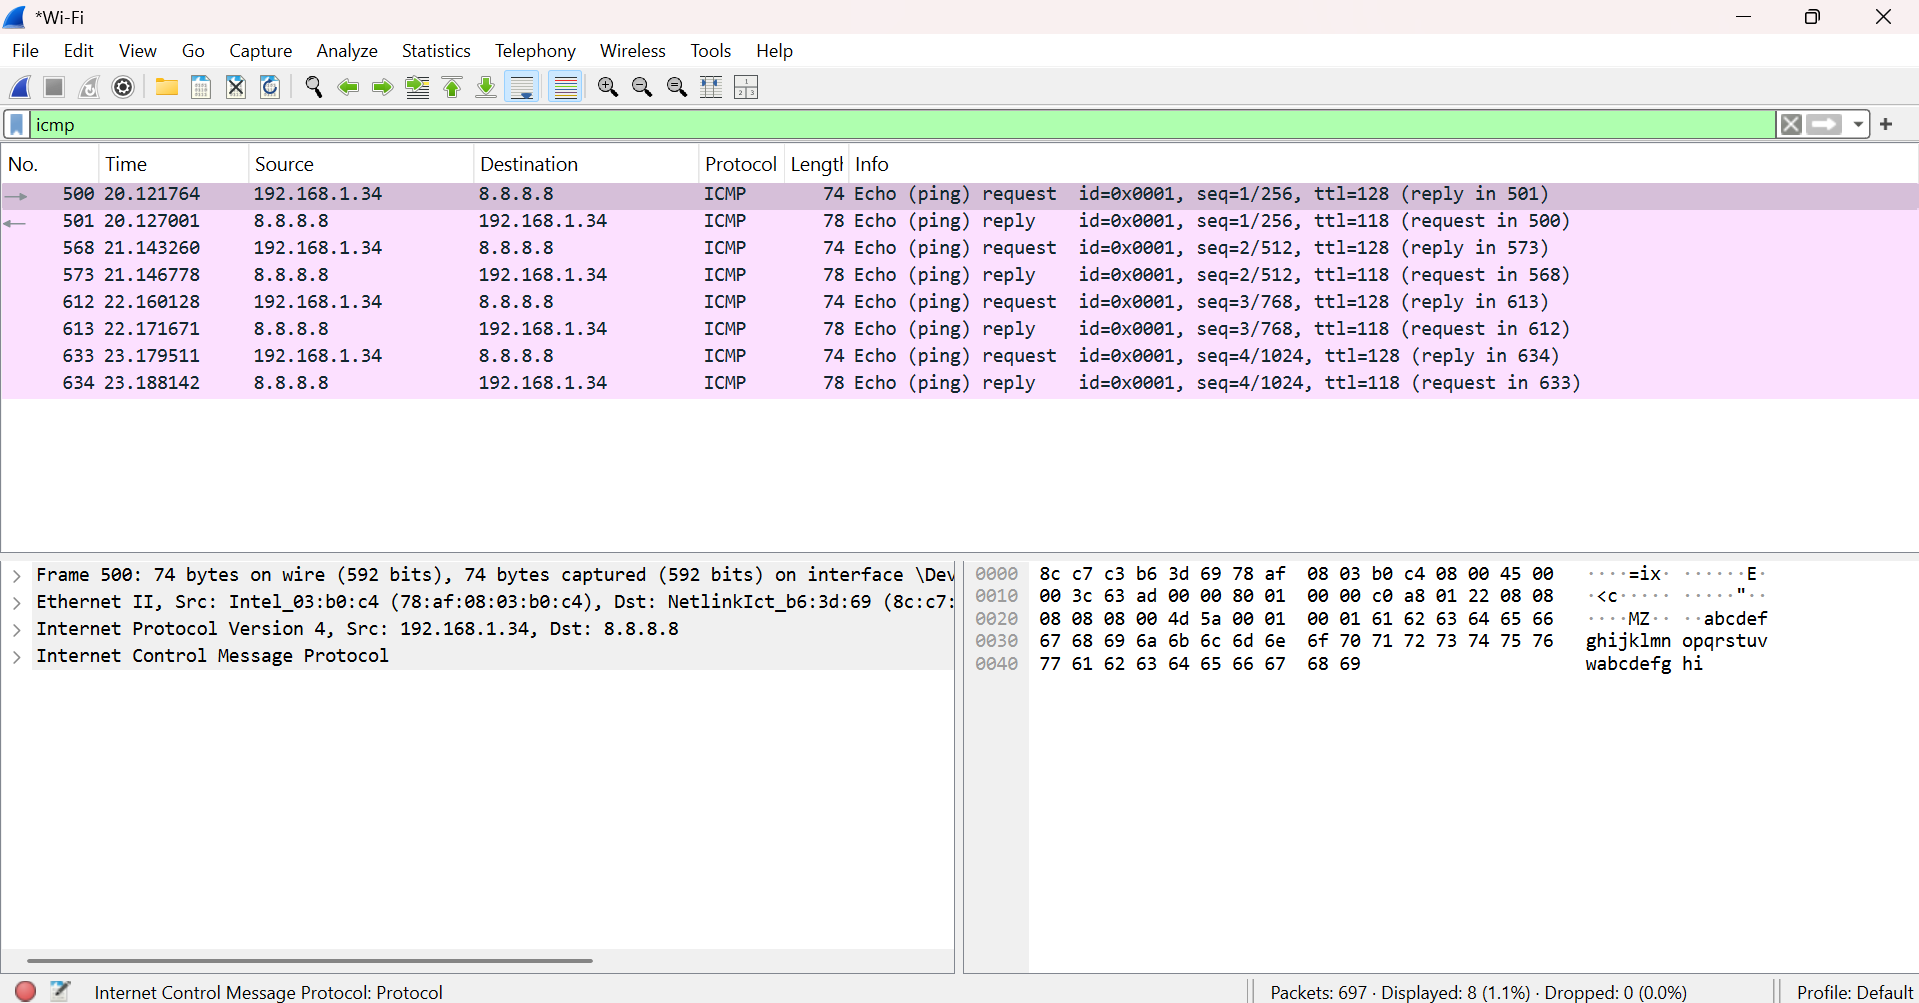 *Wi-Fi
File Edit View Go Capture Analyze Statistics Telephony Wireless Tools Help
icmp
No. Time Source Destination Protocol Length Info
500 20.121764 192.168.1.34 8.8.8.8 ICMP 74 Echo (ping) request id=0x0001, seq=1/256, ttl=128 (reply in 501)
501 20.127001 8.8.8.8 192.168.1.34 ICMP 78 Echo (ping) reply id=0x0001, seq=1/256, ttl=118 (request in 500)
568 21.143260 192.168.1.34 8.8.8.8 ICMP 74 Echo (ping) request id=0x0001, seq=2/512, ttl=128 (reply in 573)
573 21.146778 8.8.8.8 192.168.1.34 ICMP 78 Echo (ping) reply id=0x0001, seq=2/512, ttl=118 (request in 568)
612 22.160128 192.168.1.34 8.8.8.8 ICMP 74 Echo (ping) request id=0x0001, seq=3/768, ttl=128 (reply in 613)
613 22.171671 8.8.8.8 192.168.1.34 ICMP 78 Echo (ping) reply id=0x0001, seq=3/768, ttl=118 (request in 612)
633 23.179511 192.168.1.34 8.8.8.8 ICMP 74 Echo (ping) request id=0x0001, seq=4/1024, ttl=128 (reply in 634)
634 23.188142 8.8.8.8 192.168.1.34 ICMP 78 Echo (ping) reply id=0x0001, seq=4/1024, ttl=118 (request in 633)
Frame 500: 74 bytes on wire (592 bits), 74 bytes captured (592 bits) on interface \Dev
Ethernet II, Src: Intel_03:b0:c4 (78:af:08:03:b0:c4), Dst: NetlinkIct_b6:3d:69 (8c:c7:
Internet Protocol Version 4, Src: 192.168.1.34, Dst: 8.8.8.8
Internet Control Message Protocol
0000 8c c7 c3 b6 3d 69 78 af 08 03 b0 c4 08 00 45 00 ····=ix· ······E·
0010 00 3c 63 ad 00 00 80 01 00 00 c0 a8 01 22 08 08 ·<c····· ·····"··
0020 08 08 08 00 4d 5a 00 01 00 01 61 62 63 64 65 66 ····MZ·· ··abcdef
0030 67 68 69 6a 6b 6c 6d 6e 6f 70 71 72 73 74 75 76 ghijklmn opqrstuv
0040 77 61 62 63 64 65 66 67 68 69 wabcdefg hi
Internet Control Message Protocol: Protocol Packets: 697 · Displayed: 8 (1.1%) · Dropped: 0 (0.0%) Profile: Default